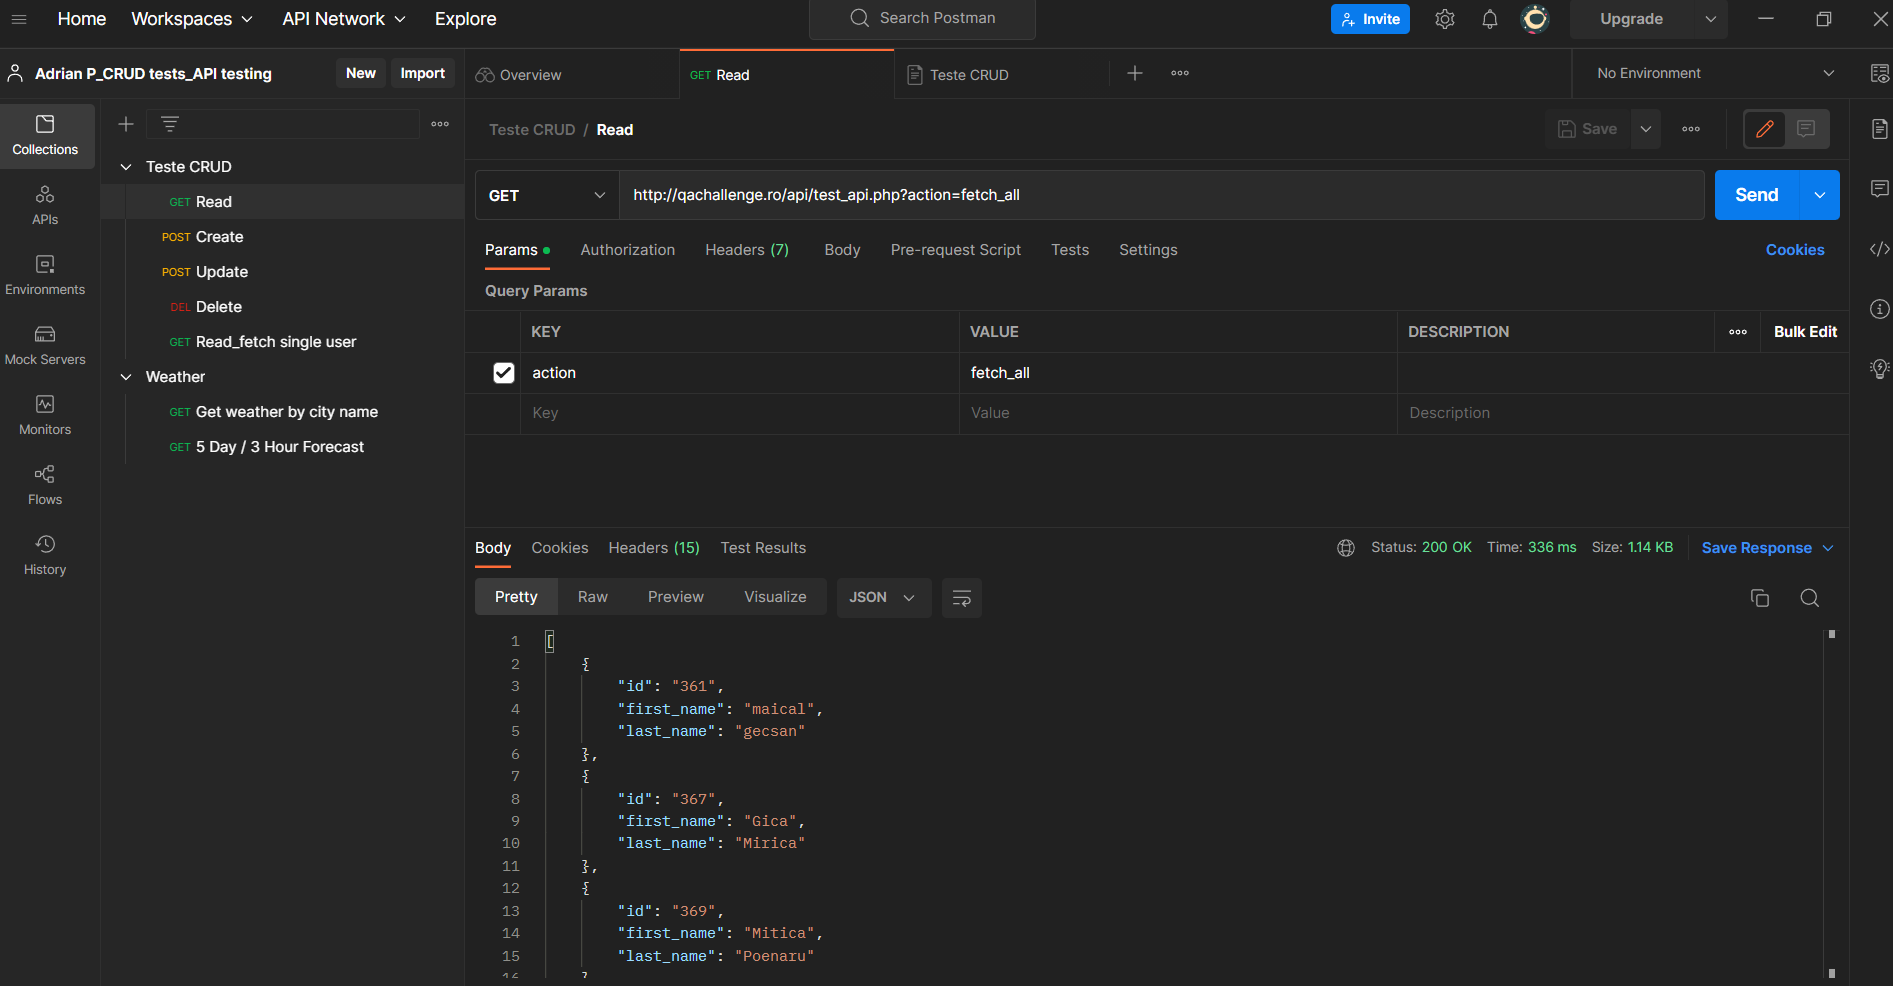 Home Workspaces API Network Explore Search Postman Invite Upgrade
Adrian P_CRUD tests_API testing New Import Overview GET Read Teste CRUD No Environment
Collections
APIs
Environments
Mock Servers
Monitors
Flows
History
Teste CRUD
GET Read
POST Create
POST Update
DEL Delete
GET Read_fetch single user
Weather
GET Get weather by city name
GET 5 Day / 3 Hour Forecast
Teste CRUD / Read Save
GET http://qachallenge.ro/api/test_api.php?action=fetch_all Send
Params Authorization Headers (7) Body Pre-request Script Tests Settings Cookies
Query Params
KEY VALUE DESCRIPTION Bulk Edit
action fetch_all
Key Value Description
Body Cookies Headers (15) Test Results Status: 200 OK Time: 336 ms Size: 1.14 KB Save Response
Pretty Raw Preview Visualize JSON
1 [
2 {
3 "id": "361",
4 "first_name": "maical",
5 "last_name": "gecsan"
6 },
7 {
8 "id": "367",
9 "first_name": "Gica",
10 "last_name": "Mirica"
11 },
12 {
13 "id": "369",
14 "first_name": "Mitica",
15 "last_name": "Poenaru"
16 }